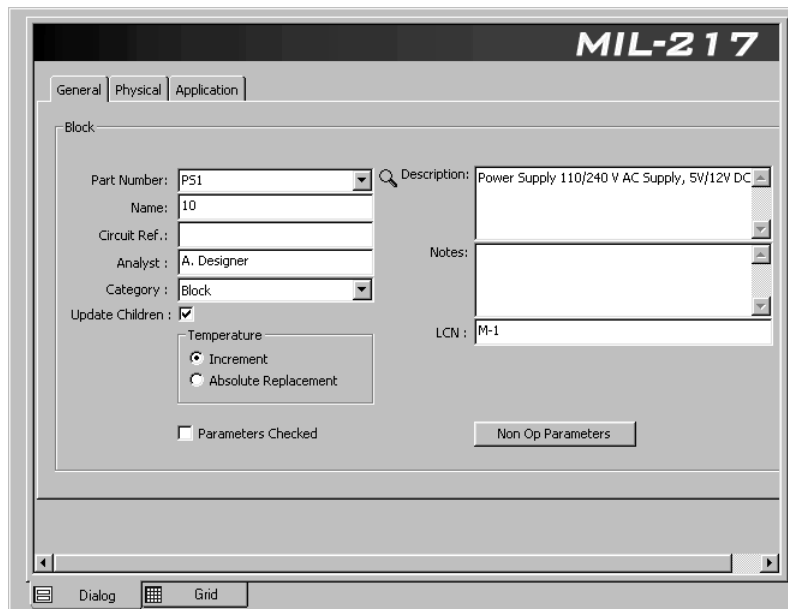 MIL-217
General Physical Application
Block
Part Number: PS1
Description: Power Supply 110/240 V AC Supply, 5V/12V DC
Name: 10
Circuit Ref.:
Analyst : A. Designer
Notes:
Category : Block
Update Children :
LCN : M-1
Temperature
Increment
Absolute Replacement
Parameters Checked
Non Op Parameters
Dialog Grid